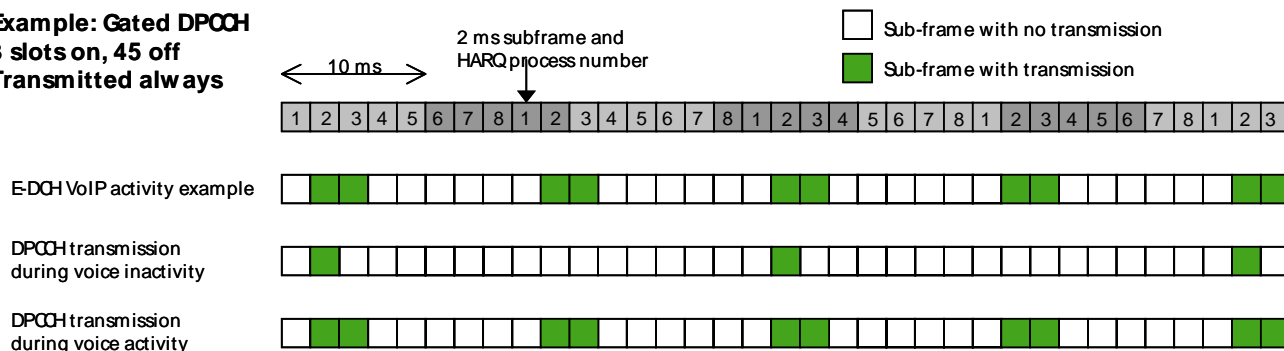 Example: Gated DPCCH
3 slots on, 45 off
Transmitted always
10 ms
2 ms subframe and
HARQ process number
Sub-frame with no transmission
Sub-frame with transmission
1 2 3 4 5 6 7 8 1 2 3 4 5 6 7 8 1 2 3 4 5 6 7 8 1 2 3 4 5 6 7 8 1 2 3
E-DCH VoIP activity example
DPCCH transmission
during voice inactivity
DPCCH transmission
during voice activity